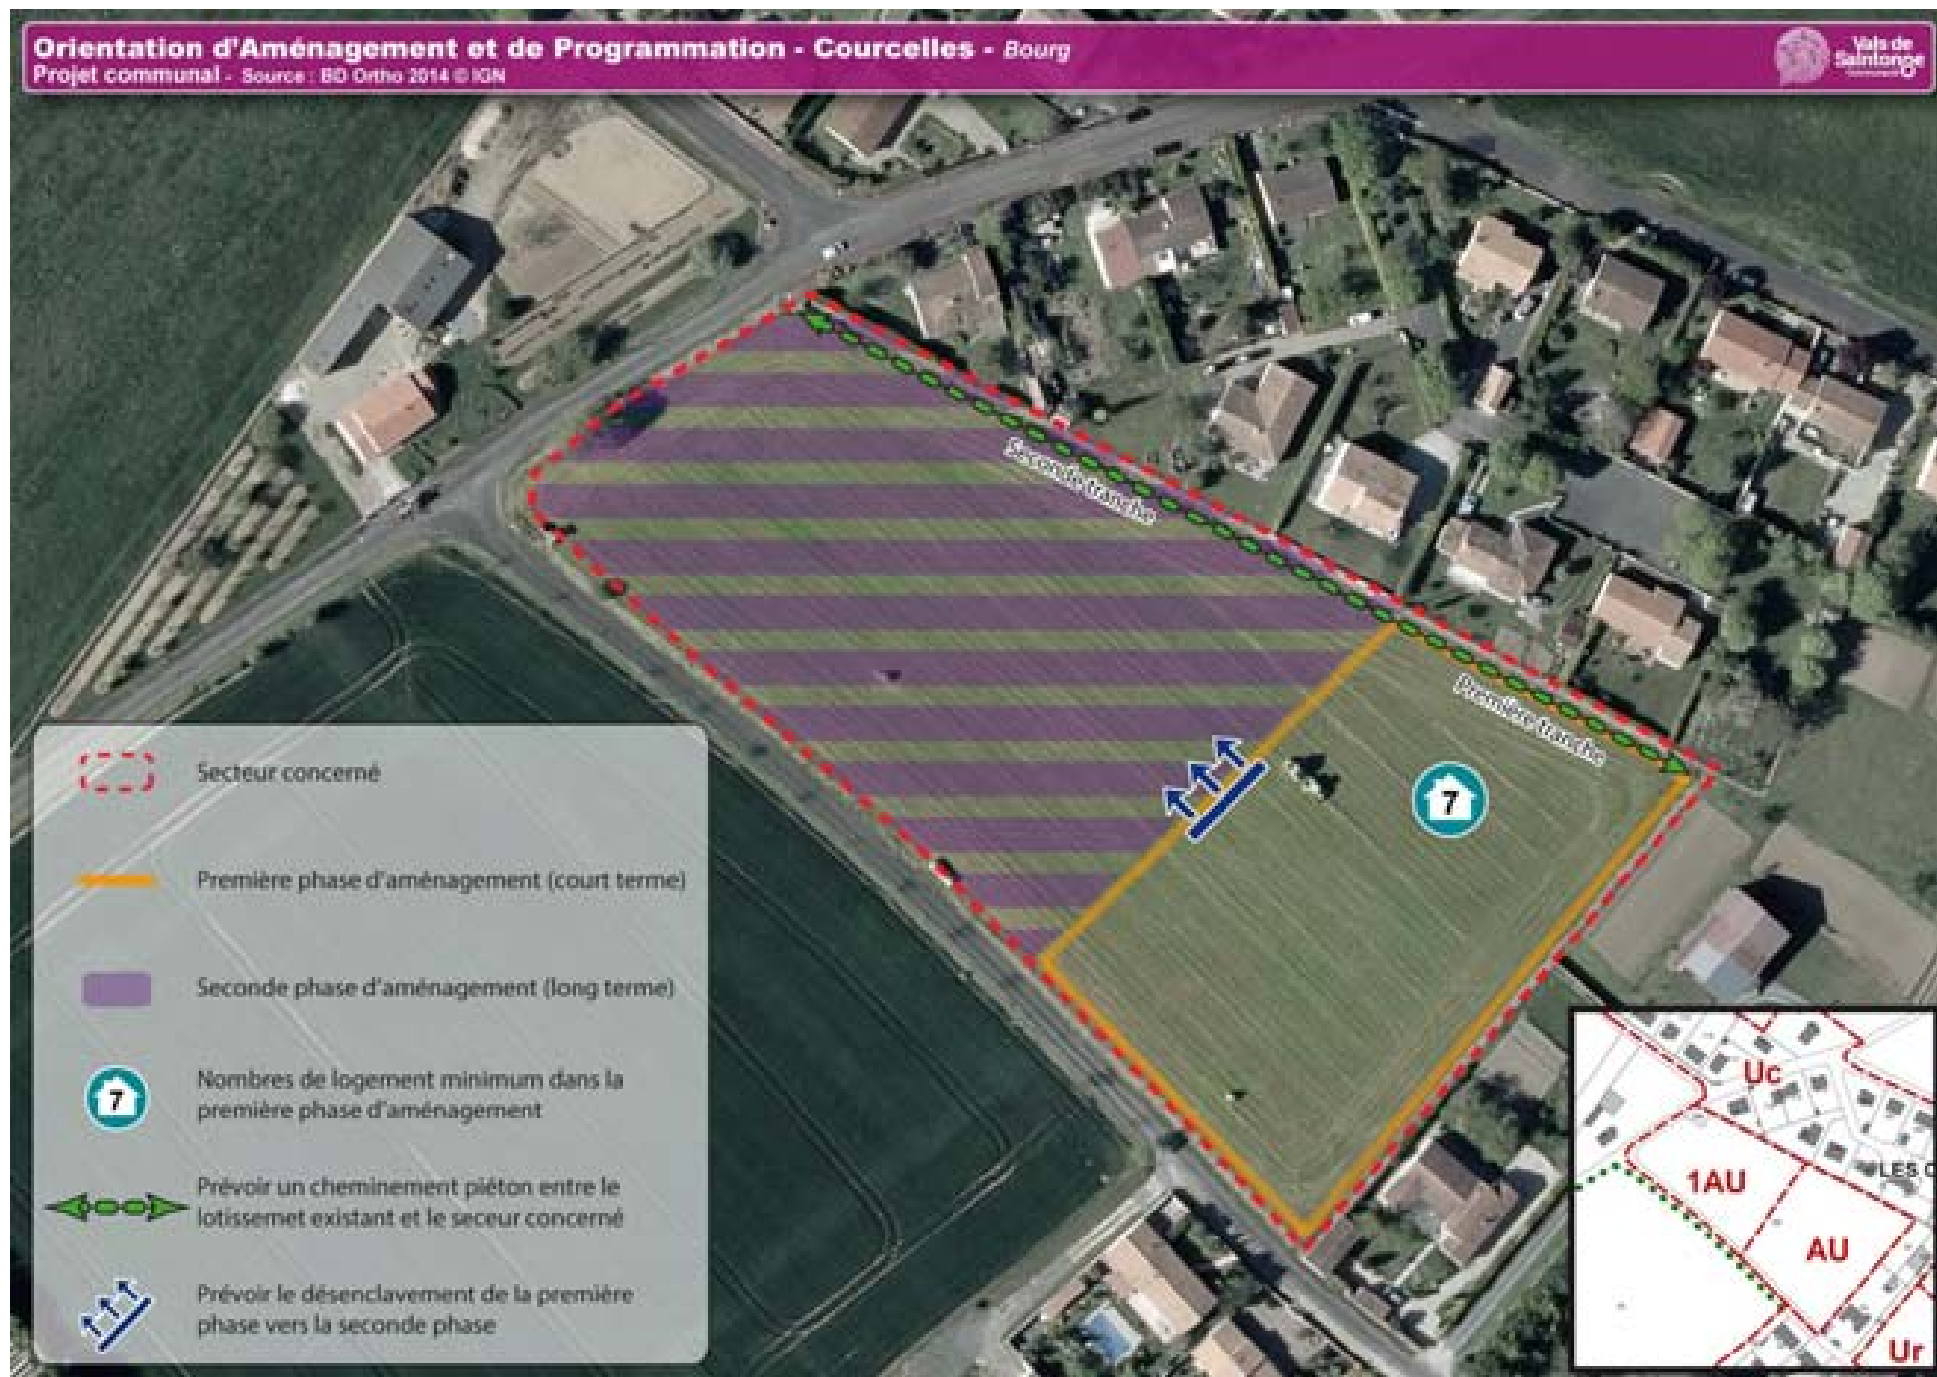 Orientation d'Aménagement et de Programmation - Courcelles - Bourg
Projet communal - Source : BD Ortho 2014 © IGN
Vals de
Saintonge
Communauté
Seconde tranche
Première tranche
7
Secteur concerné
Première phase d'aménagement (court terme)
Seconde phase d'aménagement (long terme)
7
Nombres de logement minimum dans la
première phase d'aménagement
Prévoir un cheminement piéton entre le
lotissemet existant et le seceur concerné
Prévoir le désenclavement de la première
phase vers la seconde phase
Uc
LES
1AU
AU
Ur